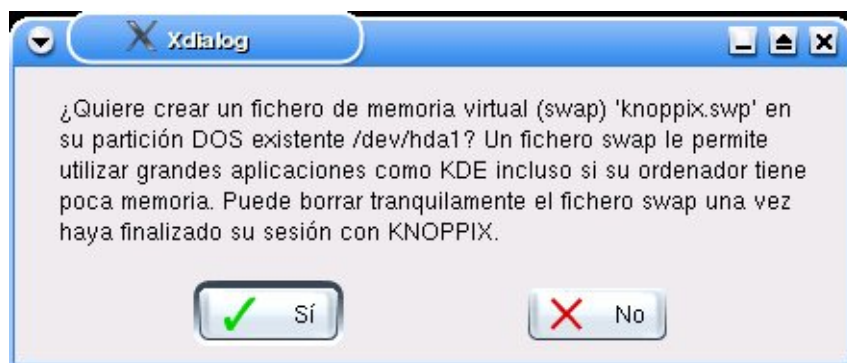 Xdialog
¿Quiere crear un fichero de memoria virtual (swap) 'knoppix.swp' en
su partición DOS existente /dev/hda1? Un fichero swap le permite
utilizar grandes aplicaciones como KDE incluso si su ordenador tiene
poca memoria. Puede borrar tranquilamente el fichero swap una vez
haya finalizado su sesión con KNOPPIX.
Sí No